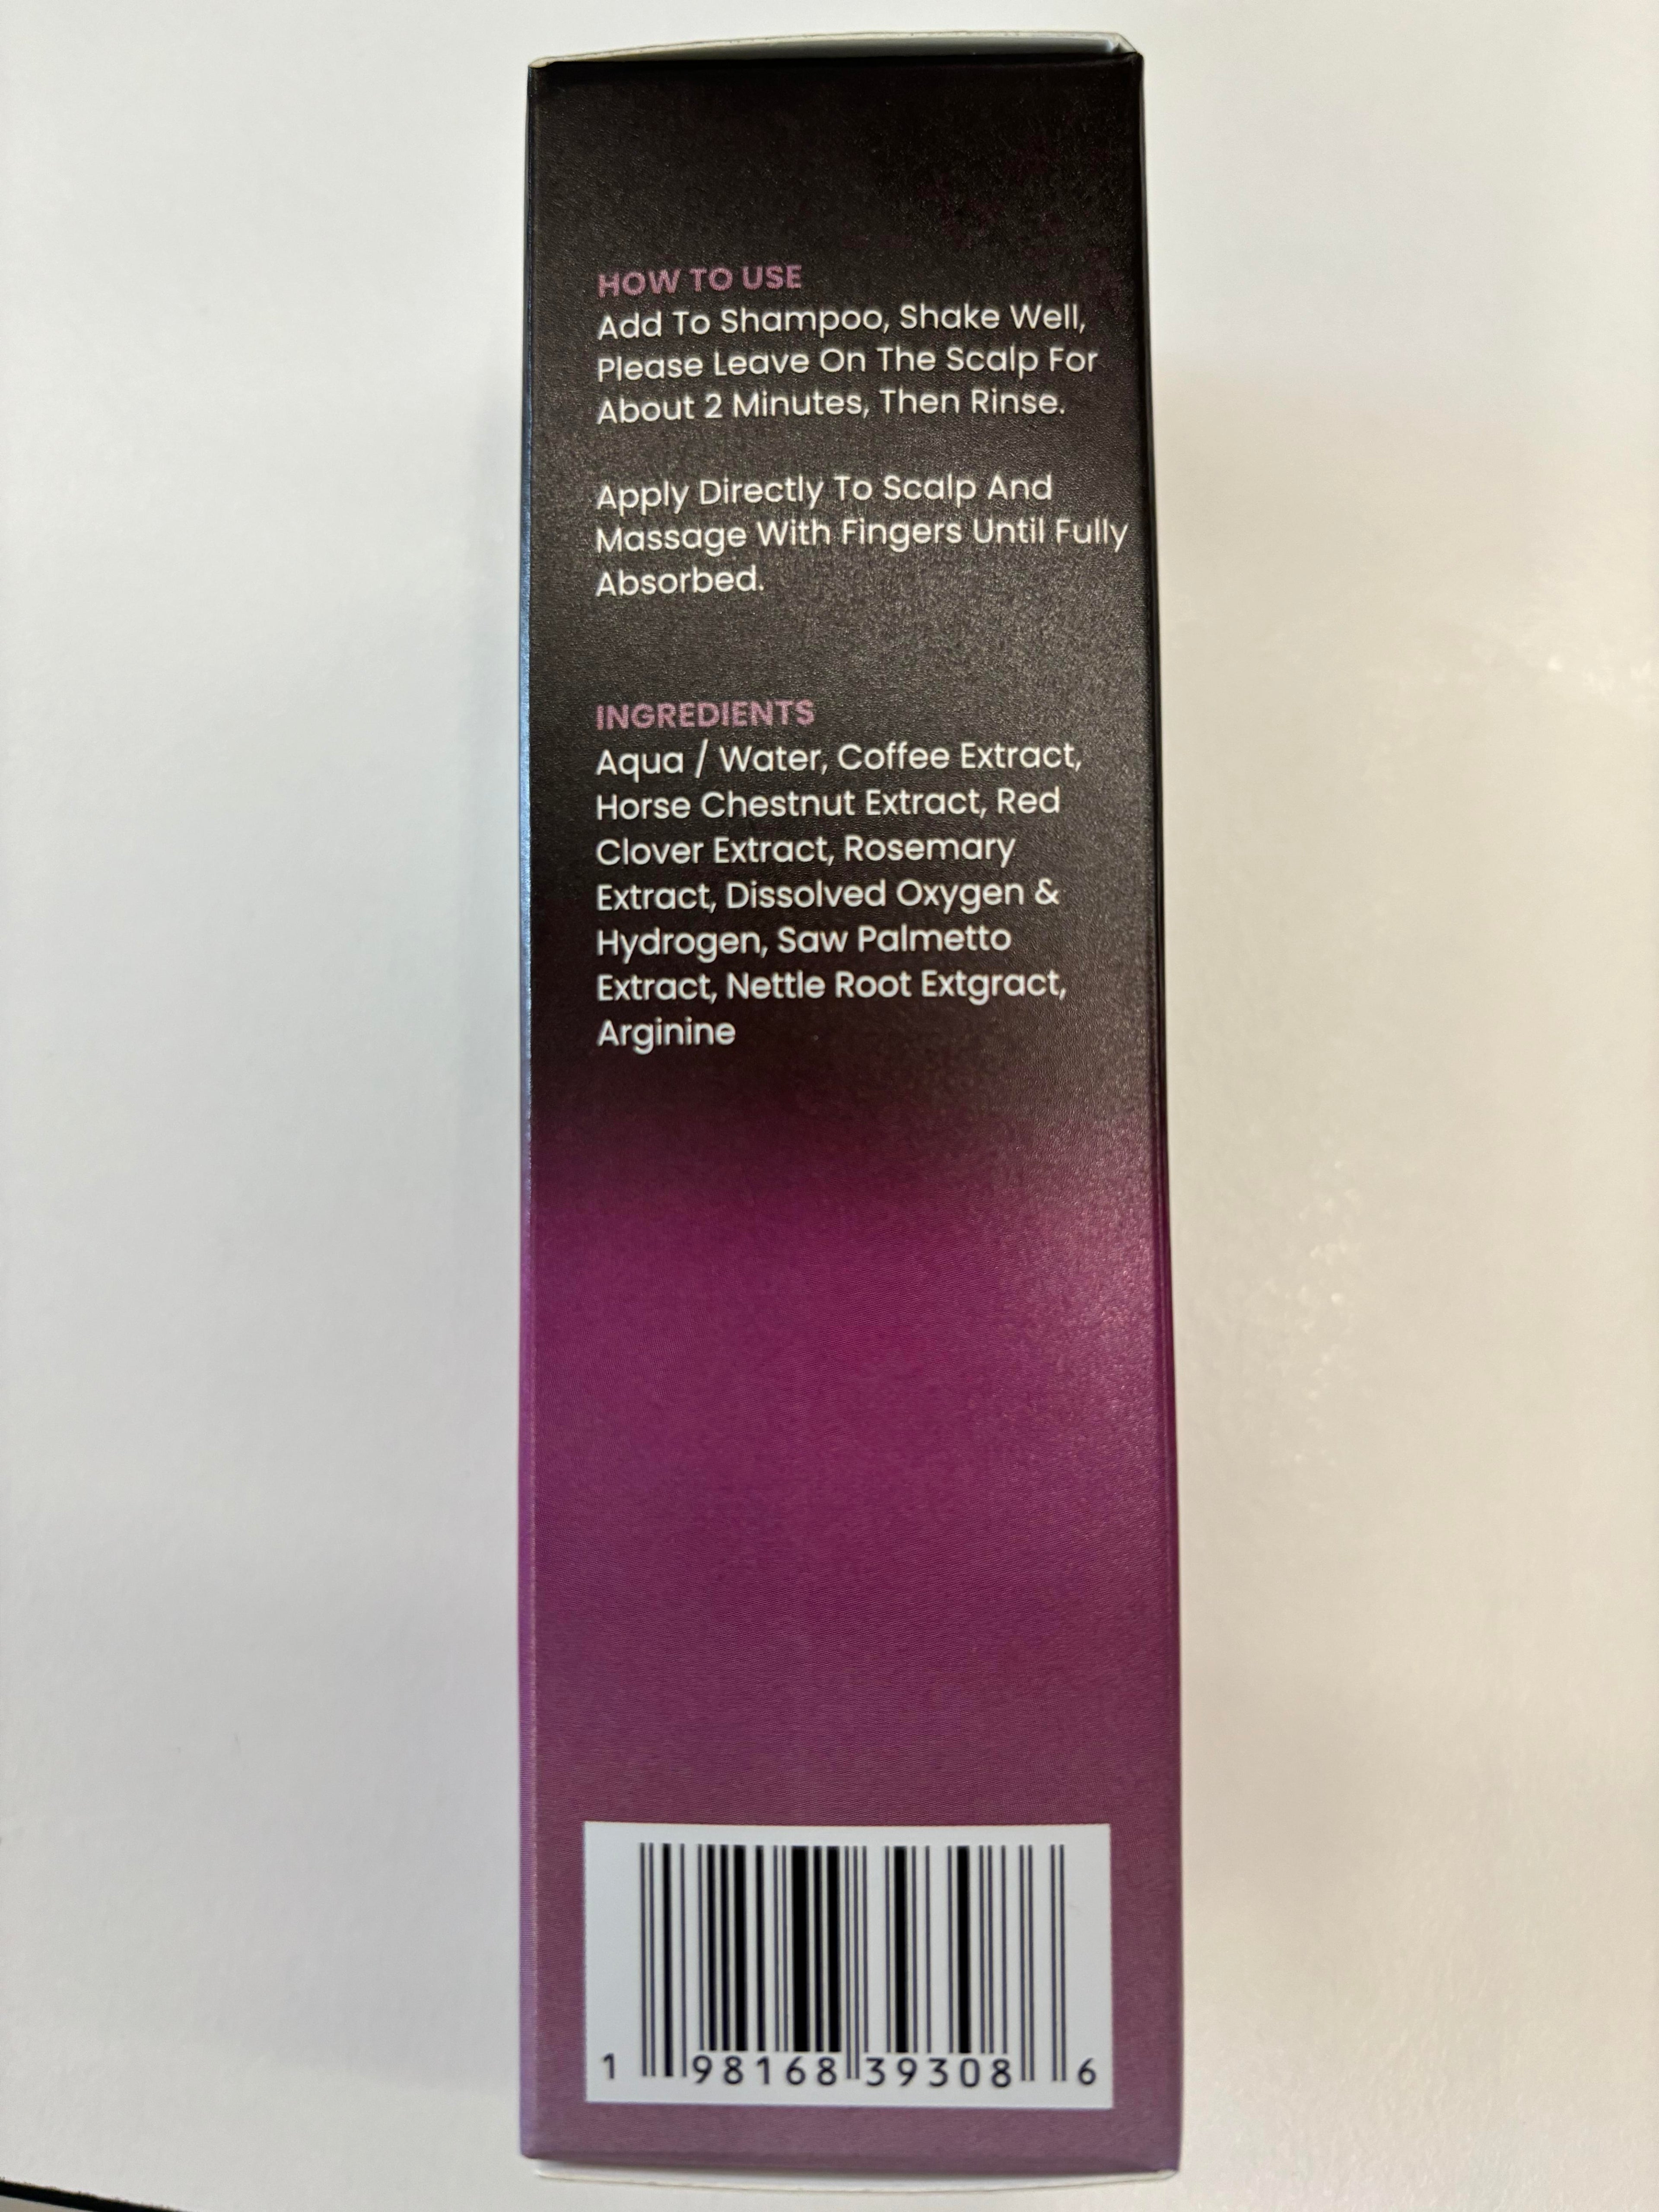 HOW TO USE
Add To Shampoo, Shake Well,
Please Leave On The Scalp For
About 2 Minutes, Then Rinse.
Apply Directly To Scalp And
Massage With Fingers Until Fully
Absorbed.
INGREDIENTS
Aqua / Water, Coffee Extract,
Horse Chestnut Extract, Red
Clover Extract, Rosemary
Extract, Dissolved Oxygen &
Hydrogen, Saw Palmetto
Extract, Nettle Root Extgract,
Arginine
1 98168 39308 6